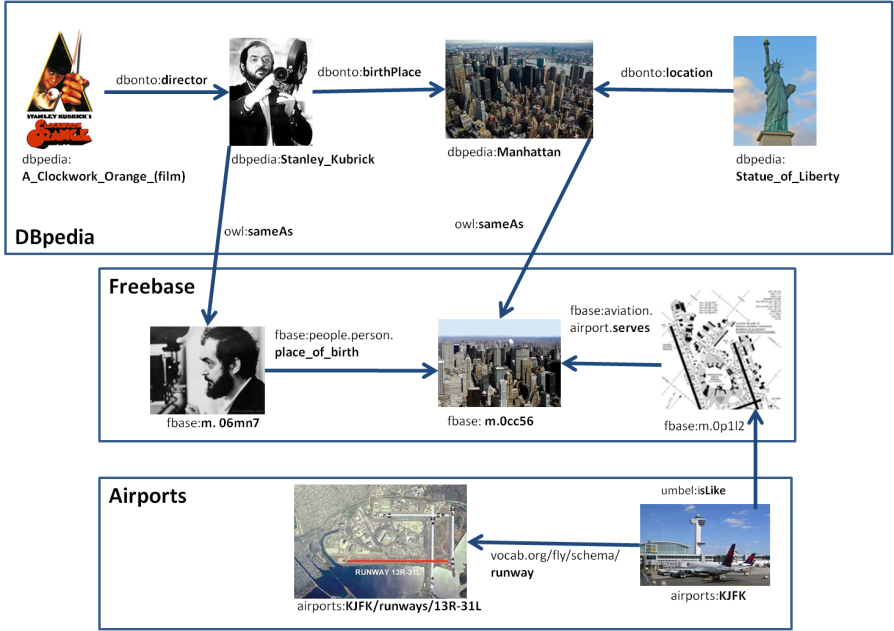 dbonto:director
dbonto:birthPlace
dbonto:location
STANLEY KUBRICK'S
CLOCKWORK
ORANGE
dbpedia:
A_Clockwork_Orange_(film)
dbpedia:Stanley_Kubrick
dbpedia:Manhattan
dbpedia:
Statue_of_Liberty
owl:sameAs
owl:sameAs
DBpedia
Freebase
fbase:people.person.
place_of_birth
fbase:aviation.
airport.serves
fbase:m. 06mn7
fbase: m.0cc56
fbase:m.0p1l2
Airports
umbel:isLike
RUNWAY 13R-31L
vocab.org/fly/schema/
runway
airports:KJFK/runways/13R-31L
airports:KJFK